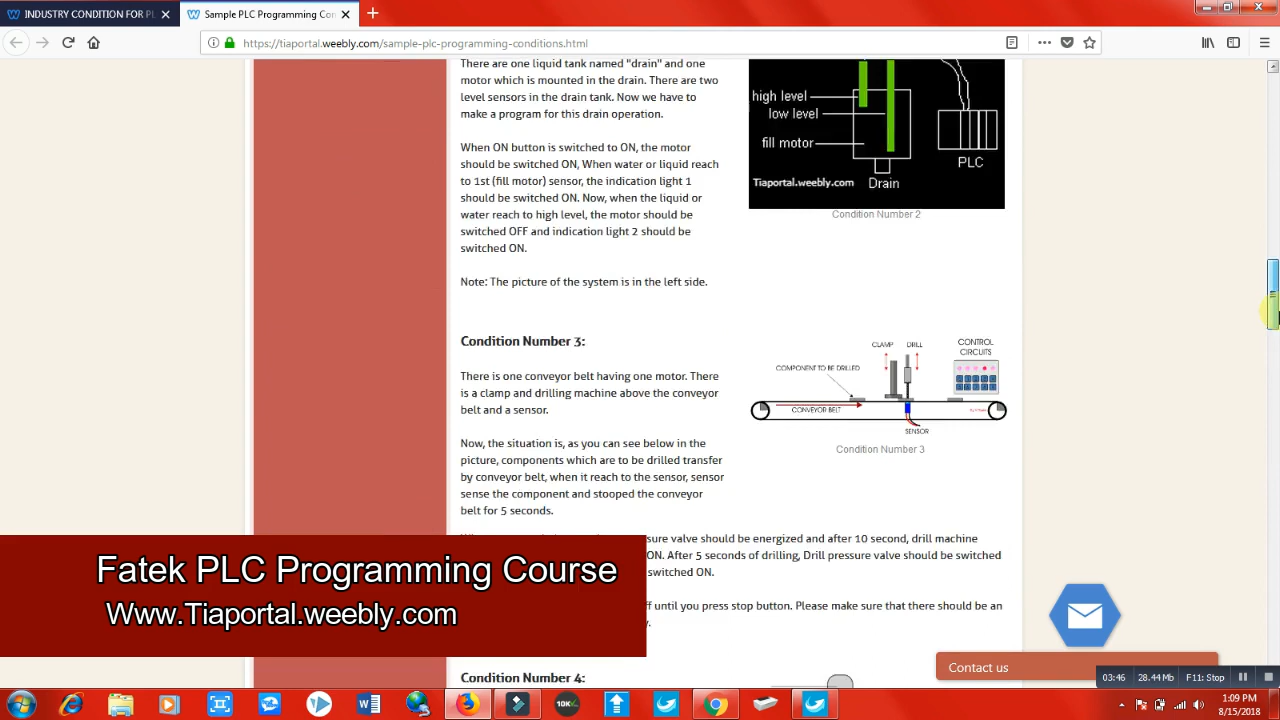 INDUSTRY CONDITION FOR PL
Sample PLC Programming Con
https://tiaportal.weebly.com/sample-plc-programming-conditions.html
There are one liquid tank named "drain" and one
motor which is mounted in the drain. There are two
level sensors in the drain tank. Now we have to
make a program for this drain operation.
When ON button is switched to ON, the motor
should be switched ON, When water or liquid reach
to 1st (fill motor) sensor, the indication light 1
should be switched ON. Now, when the liquid or
water reach to high level, the motor should be
switched OFF and indication light 2 should be
switched ON.
Note: The picture of the system is in the left side.
high level
low level
fill motor
PLC
Tiaportal.weebly.com
Drain
Condition Number 2
Condition Number 3:
There is one conveyor belt having one motor. There
is a clamp and drilling machine above the conveyor
belt and a sensor.
Now, the situation is, as you can see below in the
picture, components which are to be drilled transfer
by conveyor belt, when it reach to the sensor, sensor
sense the component and stooped the conveyor
belt for 5 seconds.
CLAMP
DRILL
CONTROL
CIRCUITS
COMPONENT TO BE DRILLED
CONVEYOR BELT
SENSOR
Condition Number 3
sure valve should be energized and after 10 second, drill machine
ON. After 5 seconds of drilling, Drill pressure valve should be switched
switched ON.
ff until you press stop button. Please make sure that there should be an
y.
Condition Number 4:
Fatek PLC Programming Course
Www.Tiaportal.weebly.com
Contact us
03:46
28.44Mb
F11: Stop
10K
1:09 PM
8/15/2018